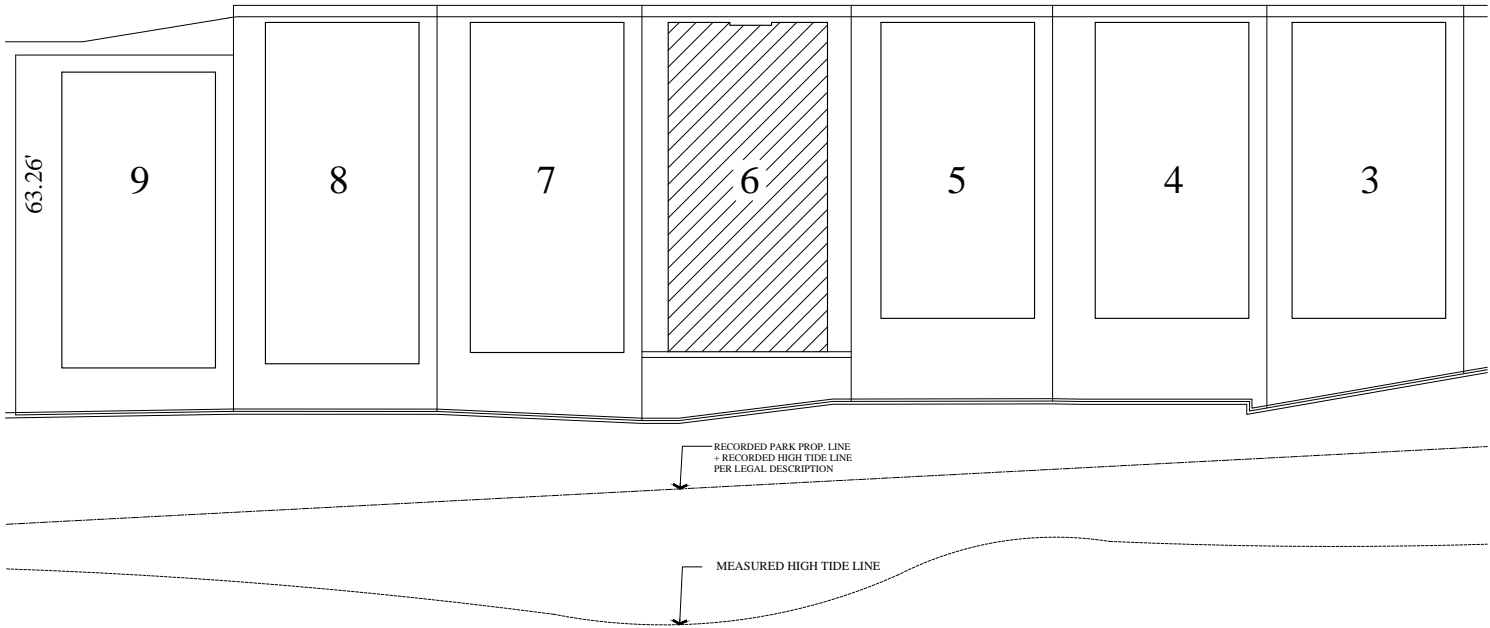 63.26'
9
8
7
6
5
4
3
RECORDED PARK PROP. LINE
+ RECORDED HIGH TIDE LINE
PER LEGAL DESCRIPTION
MEASURED HIGH TIDE LINE